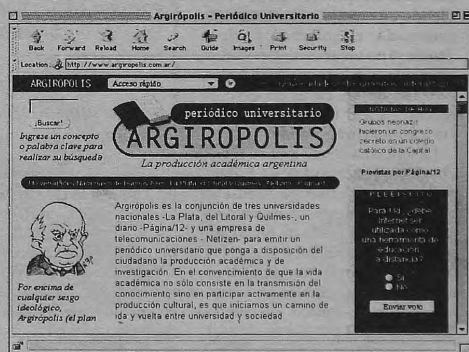 Argirópolis - Periódico Universitario
Back Forward Reload Home Search Guide Images Print Security Stop
Location: http://www.argiropolis.com.ar/
ARGIROPOLIS Acceso rápido
¡Buscar!
Ingrese un concepto
o palabra clave para
realizar su búsqueda
periódico universitario
ARGIROPOLIS
La producción académica argentina
Grupos neonazis
hicieron un congreso
secreto en un colegio
católico de la Capital
Provistas por Página/12
Argirópolis es la conjunción de tres universidades
nacionales -La Plata, del Litoral y Quilmes-, un
diario -Página/12- y una empresa de
telecomunicaciones - Netizen- para emitir un
periódico universitario que ponga a disposición del
ciudadano la producción académica y de
investigación. En el convencimiento de que la vida
académica no sólo consiste en la transmisión del
conocimiento sino en participar activamente en la
producción cultural, es que iniciamos un camino de
ida y vuelta entre universidad y sociedad
Por encima de
cualquier sesgo
ideológico,
Argirópolis (el plan
PLEBISCITO
Para Ud. ¿debe
Internet ser
utilizada como
una herramienta de
educación
a distancia?
Si
No
Enviar voto